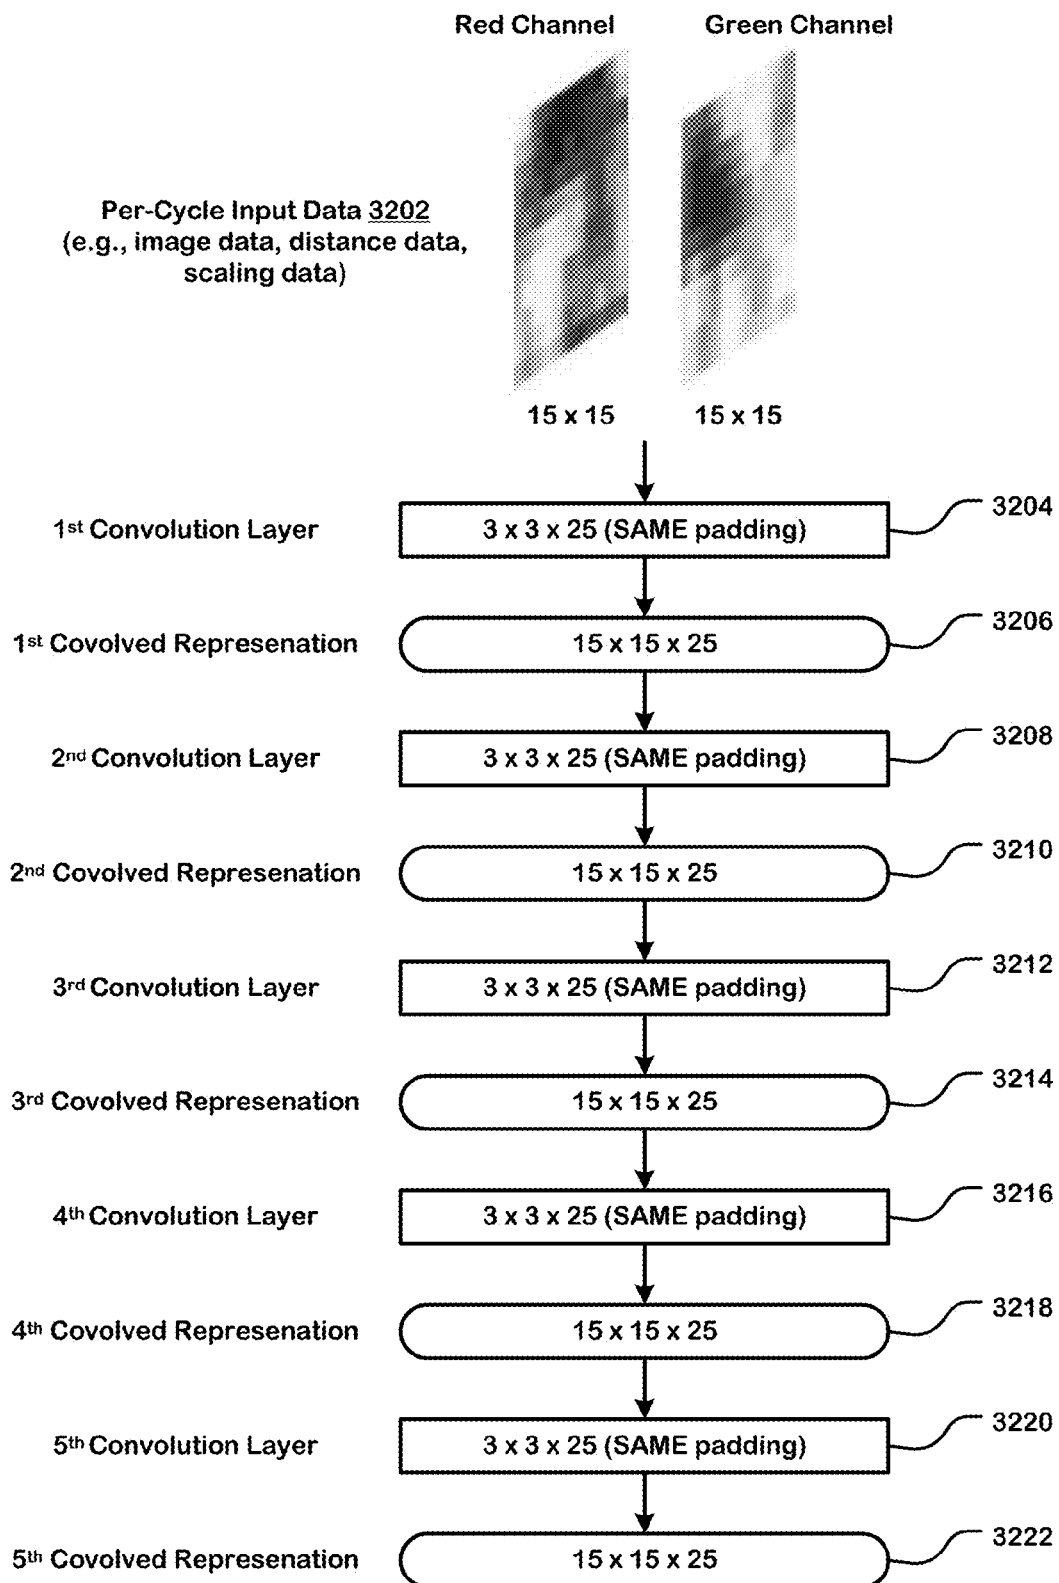 Red Channel Green Channel
Per-Cycle Input Data 3202
(e.g., image data, distance data,
scaling data)
15 x 15 15 x 15
1st Convolution Layer 3 x 3 x 25 (SAME padding) 3204
1st Covolved Represenation 15 x 15 x 25 3206
2nd Convolution Layer 3 x 3 x 25 (SAME padding) 3208
2nd Covolved Represenation 15 x 15 x 25 3210
3rd Convolution Layer 3 x 3 x 25 (SAME padding) 3212
3rd Covolved Represenation 15 x 15 x 25 3214
4th Convolution Layer 3 x 3 x 25 (SAME padding) 3216
4th Covolved Represenation 15 x 15 x 25 3218
5th Convolution Layer 3 x 3 x 25 (SAME padding) 3220
5th Covolved Represenation 15 x 15 x 25 3222